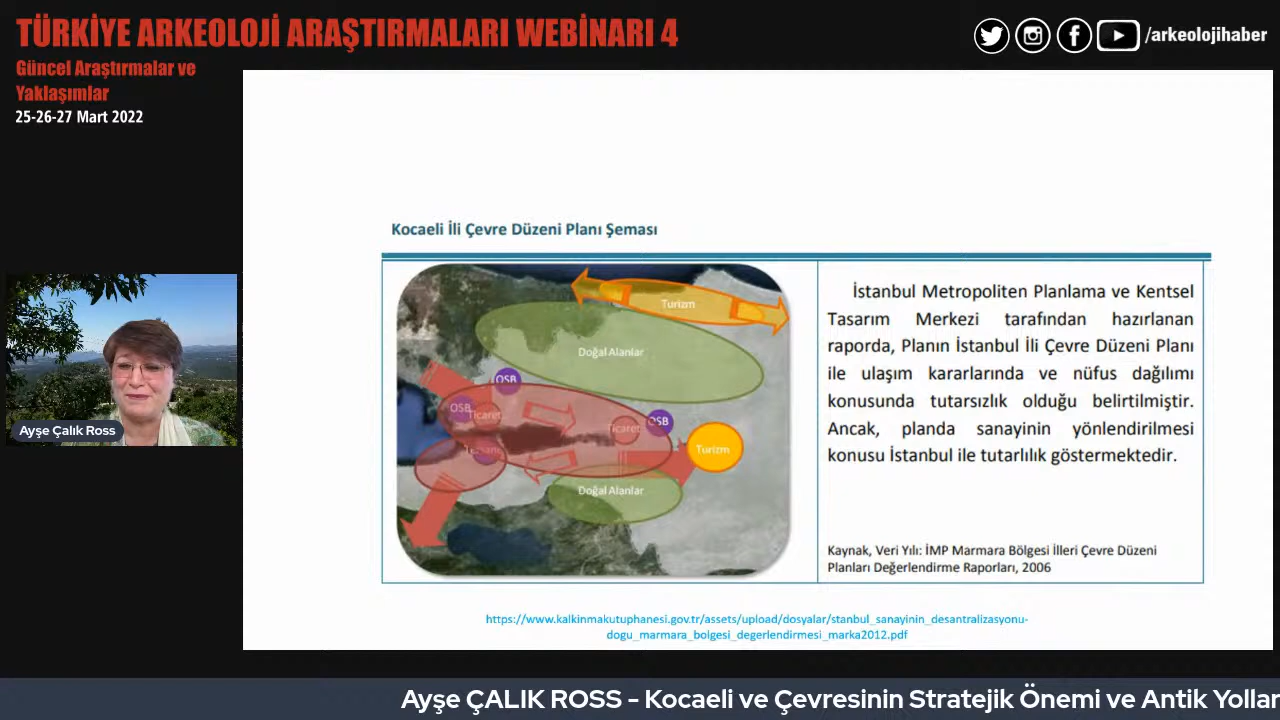 TÜRKİYE ARKEOLOJİ ARAŞTIRMALARI WEBİNARI 4
Güncel Araştırmalar ve
Yaklaşımlar
25-26-27 Mart 2022
/arkeolojihaber
Kocaeli İli Çevre Düzeni Planı Şeması
Turizm
Doğal Alanlar
OSB
OSB
Ticaret
Ticaret
OSB
Turizm
Doğal Alanlar
İstanbul Metropoliten Planlama ve Kentsel
Tasarım Merkezi tarafından hazırlanan
raporda, Planın İstanbul İli Çevre Düzeni Planı
ile ulaşım kararlarında ve nüfus dağılımı
konusunda tutarsızlık olduğu belirtilmiştir.
Ancak, planda sanayinin yönlendirilmesi
konusu İstanbul ile tutarlılık göstermektedir.
Kaynak, Veri Yılı: İMP Marmara Bölgesi İlleri Çevre Düzeni
Planları Değerlendirme Raporları, 2006
https://www.kalkinmakutuphanesi.gov.tr/assets/upload/dosyalar/stanbul_sanayinin_desantralizasyonu-
dogu_marmara_bolgesi_degerlendirmesi_marka2012.pdf
Ayşe Çalık Ross
Ayşe ÇALIK ROSS - Kocaeli ve Çevresinin Stratejik Önemi ve Antik Yollar